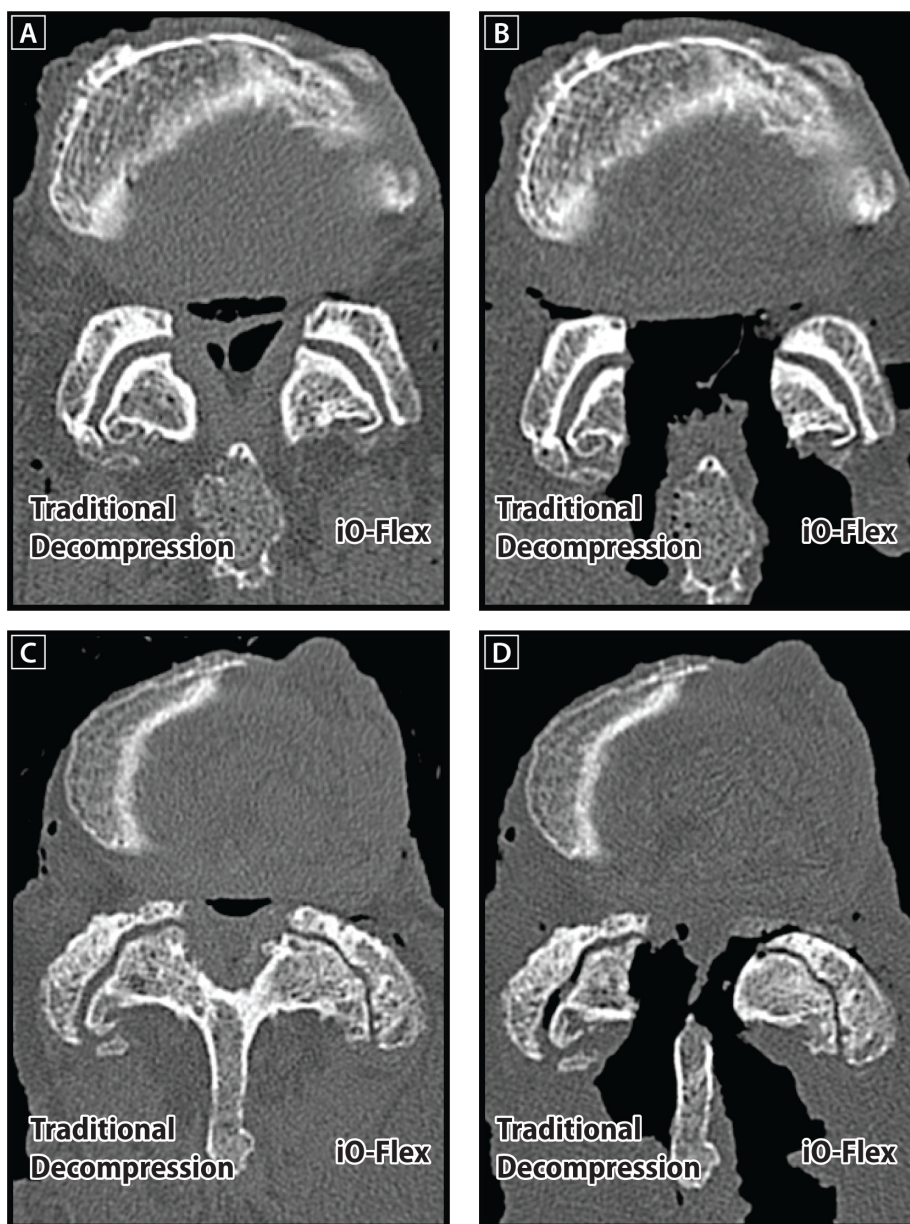 A
B
Traditional
Decompression
iO-Flex
Traditional
Decompression
iO-Flex
C
D
Traditional
Decompression
iO-Flex
Traditional
Decompression
iO-Flex